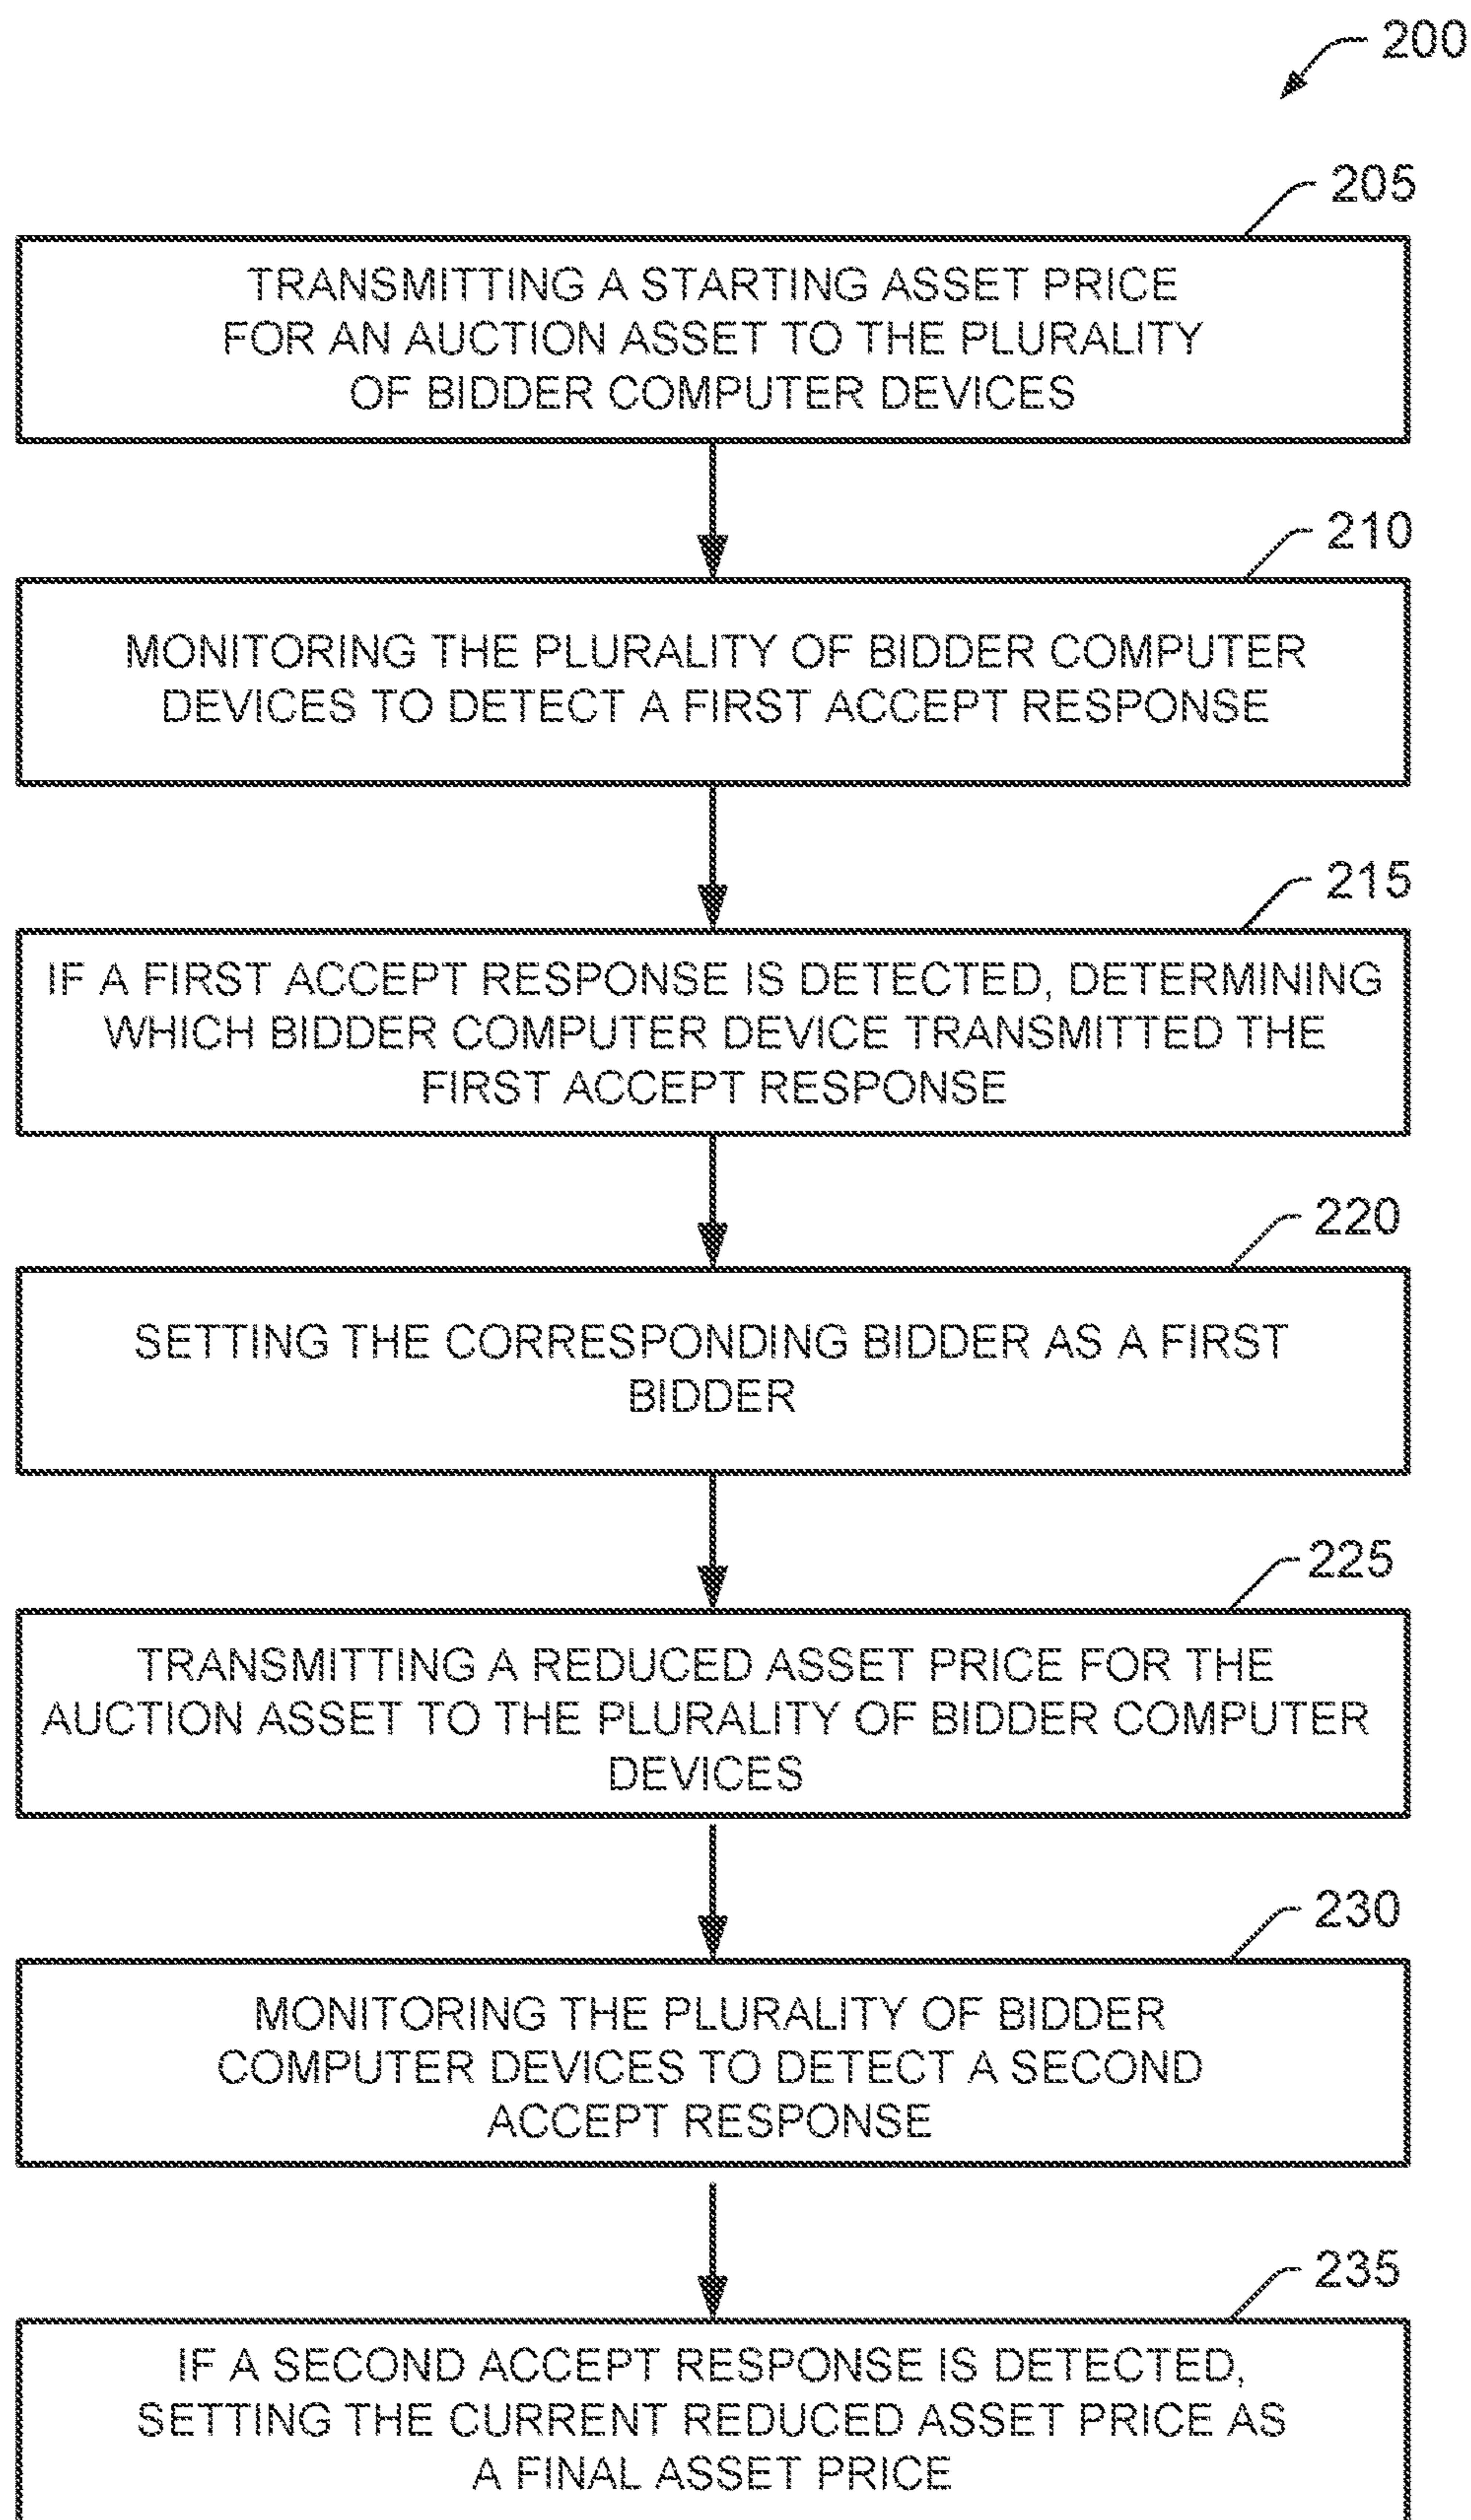 200
205
TRANSMITTING A STARTING ASSET PRICE
FOR AN AUCTION ASSET TO THE PLURALITY
OF BIDDER COMPUTER DEVICES
210
MONITORING THE PLURALITY OF BIDDER COMPUTER
DEVICES TO DETECT A FIRST ACCEPT RESPONSE
215
IF A FIRST ACCEPT RESPONSE IS DETECTED, DETERMINING
WHICH BIDDER COMPUTER DEVICE TRANSMITTED THE
FIRST ACCEPT RESPONSE
220
SETTING THE CORRESPONDING BIDDER AS A FIRST
BIDDER
225
TRANSMITTING A REDUCED ASSET PRICE FOR THE
AUCTION ASSET TO THE PLURALITY OF BIDDER COMPUTER
DEVICES
230
MONITORING THE PLURALITY OF BIDDER
COMPUTER DEVICES TO DETECT A SECOND
ACCEPT RESPONSE
235
IF A SECOND ACCEPT RESPONSE IS DETECTED,
SETTING THE CURRENT REDUCED ASSET PRICE AS
A FINAL ASSET PRICE